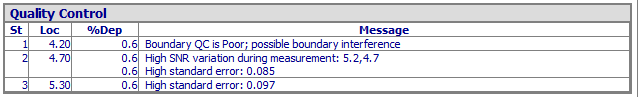 Quality Control
St Loc %Dep Message
1 4.20 0.6 Boundary QC is Poor; possible boundary interference
2 4.70 0.6 High SNR variation during measurement: 5.2,4.7
0.6 High standard error: 0.085
3 5.30 0.6 High standard error: 0.097